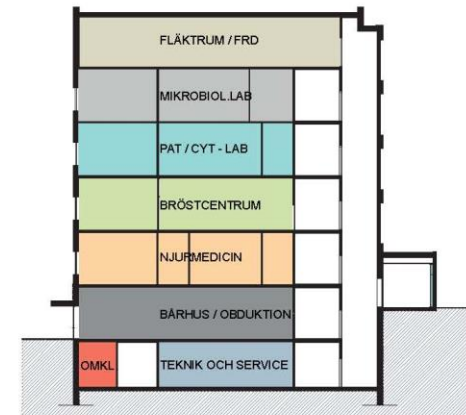 FLÄKTRUM / FRD
MIKROBIOL.LAB
PAT / CYT - LAB
BRÖSTCENTRUM
NJURMEDICIN
BÅRHUS / OBDUKTION
OMKL
TEKNIK OCH SERVICE